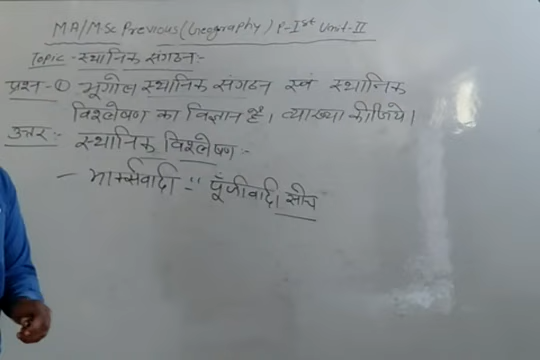 MA/MSc Previous (Geography) P-Ist Unit-II
Topic - स्थानिक संगठन :-
प्रश्न - ① भूगोल स्थानिक संगठन एवं स्थानिक
विश्लेषण का विज्ञान है। व्याख्या कीजिये।
उत्तर :- स्थानिक विश्लेषण :-
- मार्क्सवादी - " पूँजीवादी सोच